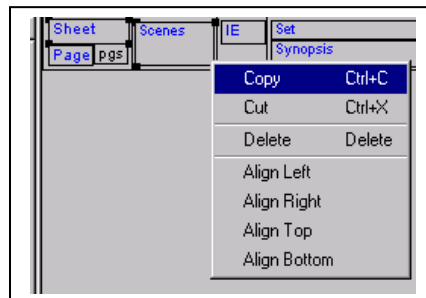 Sheet Scenes IE Set
Page pgs Synopsis
Copy Ctrl+C
Cut Ctrl+X
Delete Delete
Align Left
Align Right
Align Top
Align Bottom